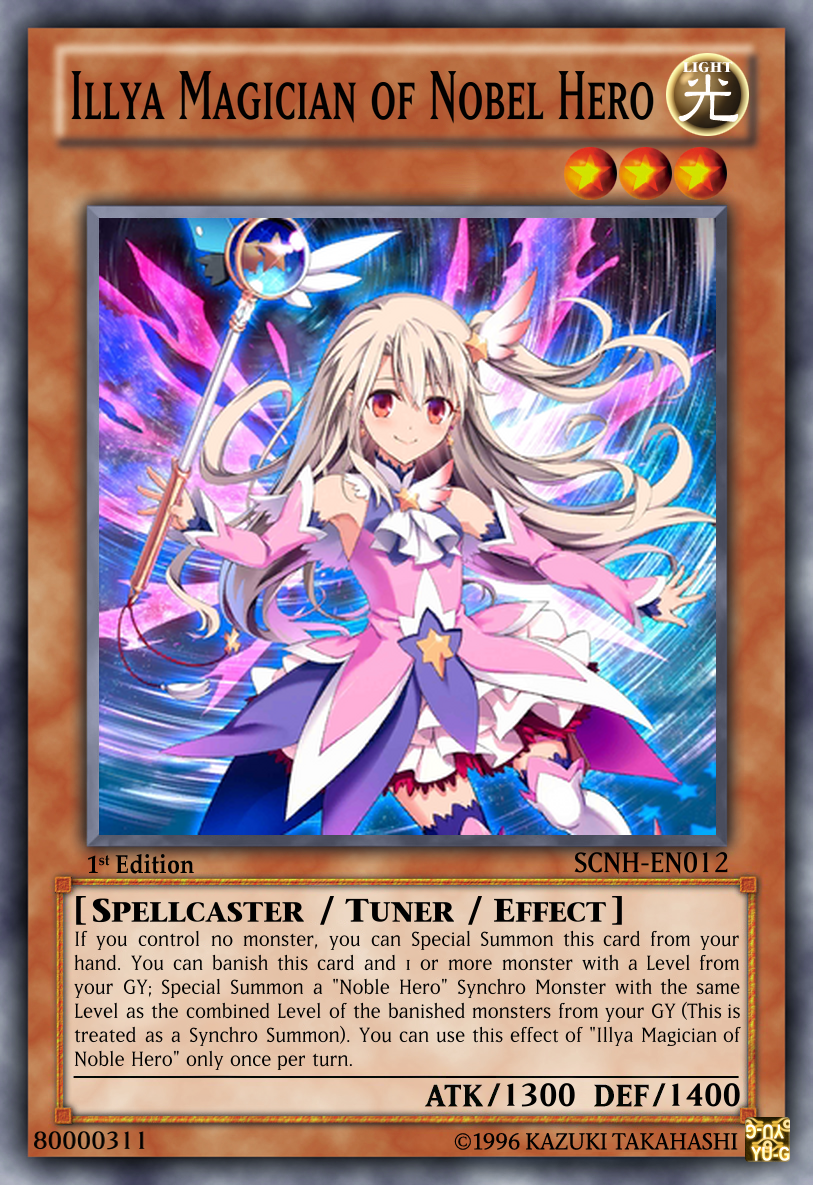 Illya Magician of Nobel Hero
LIGHT
光
1st Edition
SCNH-EN012
[ Spellcaster / Tuner / Effect ]
If you control no monster, you can Special Summon this card from your
hand. You can banish this card and 1 or more monster with a Level from
your GY; Special Summon a "Noble Hero" Synchro Monster with the same
Level as the combined Level of the banished monsters from your GY (This is
treated as a Synchro Summon). You can use this effect of "Illya Magician of
Noble Hero" only once per turn.
ATK/1300 DEF/1400
80000311
©1996 KAZUKI TAKAHASHI